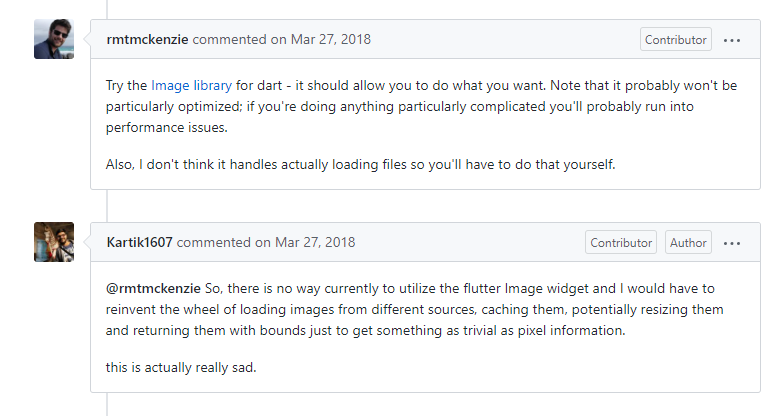 rmtmckenzie commented on Mar 27, 2018 Contributor ...
Try the Image library for dart - it should allow you to do what you want. Note that it probably won't be
particularly optimized; if you're doing anything particularly complicated you'll probably run into
performance issues.
Also, I don't think it handles actually loading files so you'll have to do that yourself.
Kartik1607 commented on Mar 27, 2018 Contributor Author ...
@rmtmckenzie So, there is no way currently to utilize the flutter Image widget and I would have to
reinvent the wheel of loading images from different sources, caching them, potentially resizing them
and returning them with bounds just to get something as trivial as pixel information.
this is actually really sad.